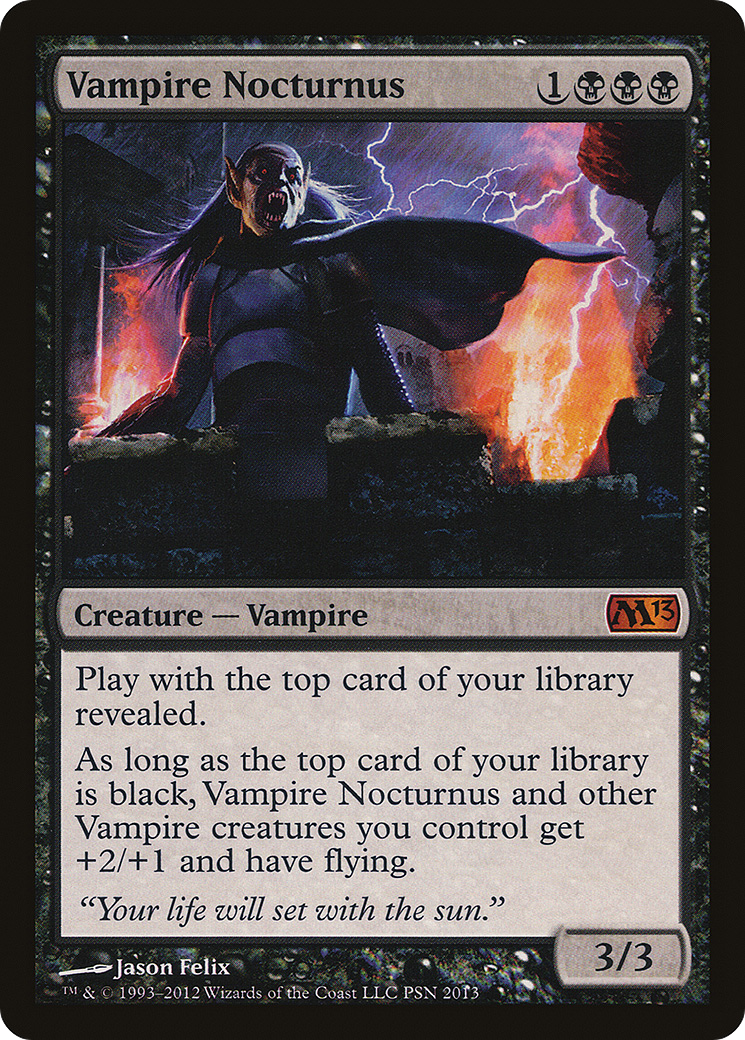 Vampire Nocturnus 1
Creature — Vampire M13
Play with the top card of your library
revealed.
As long as the top card of your library
is black, Vampire Nocturnus and other
Vampire creatures you control get
+2/+1 and have flying.
“Your life will set with the sun.”
3/3
Jason Felix
™ & © 1993–2012 Wizards of the Coast LLC PSN 2013